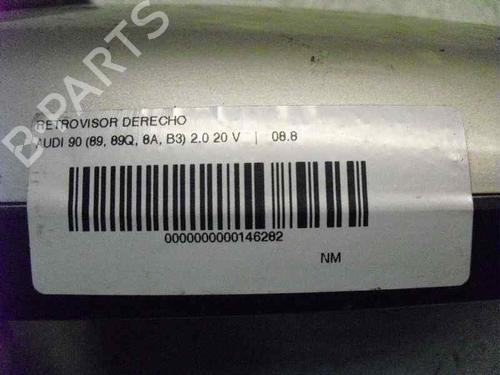 B-PARTS
RETROVISOR DERECHO
AUDI 90 (89, 89Q, 8A, B3) 2.0 20 V | 08.8
0000000000146282
NM